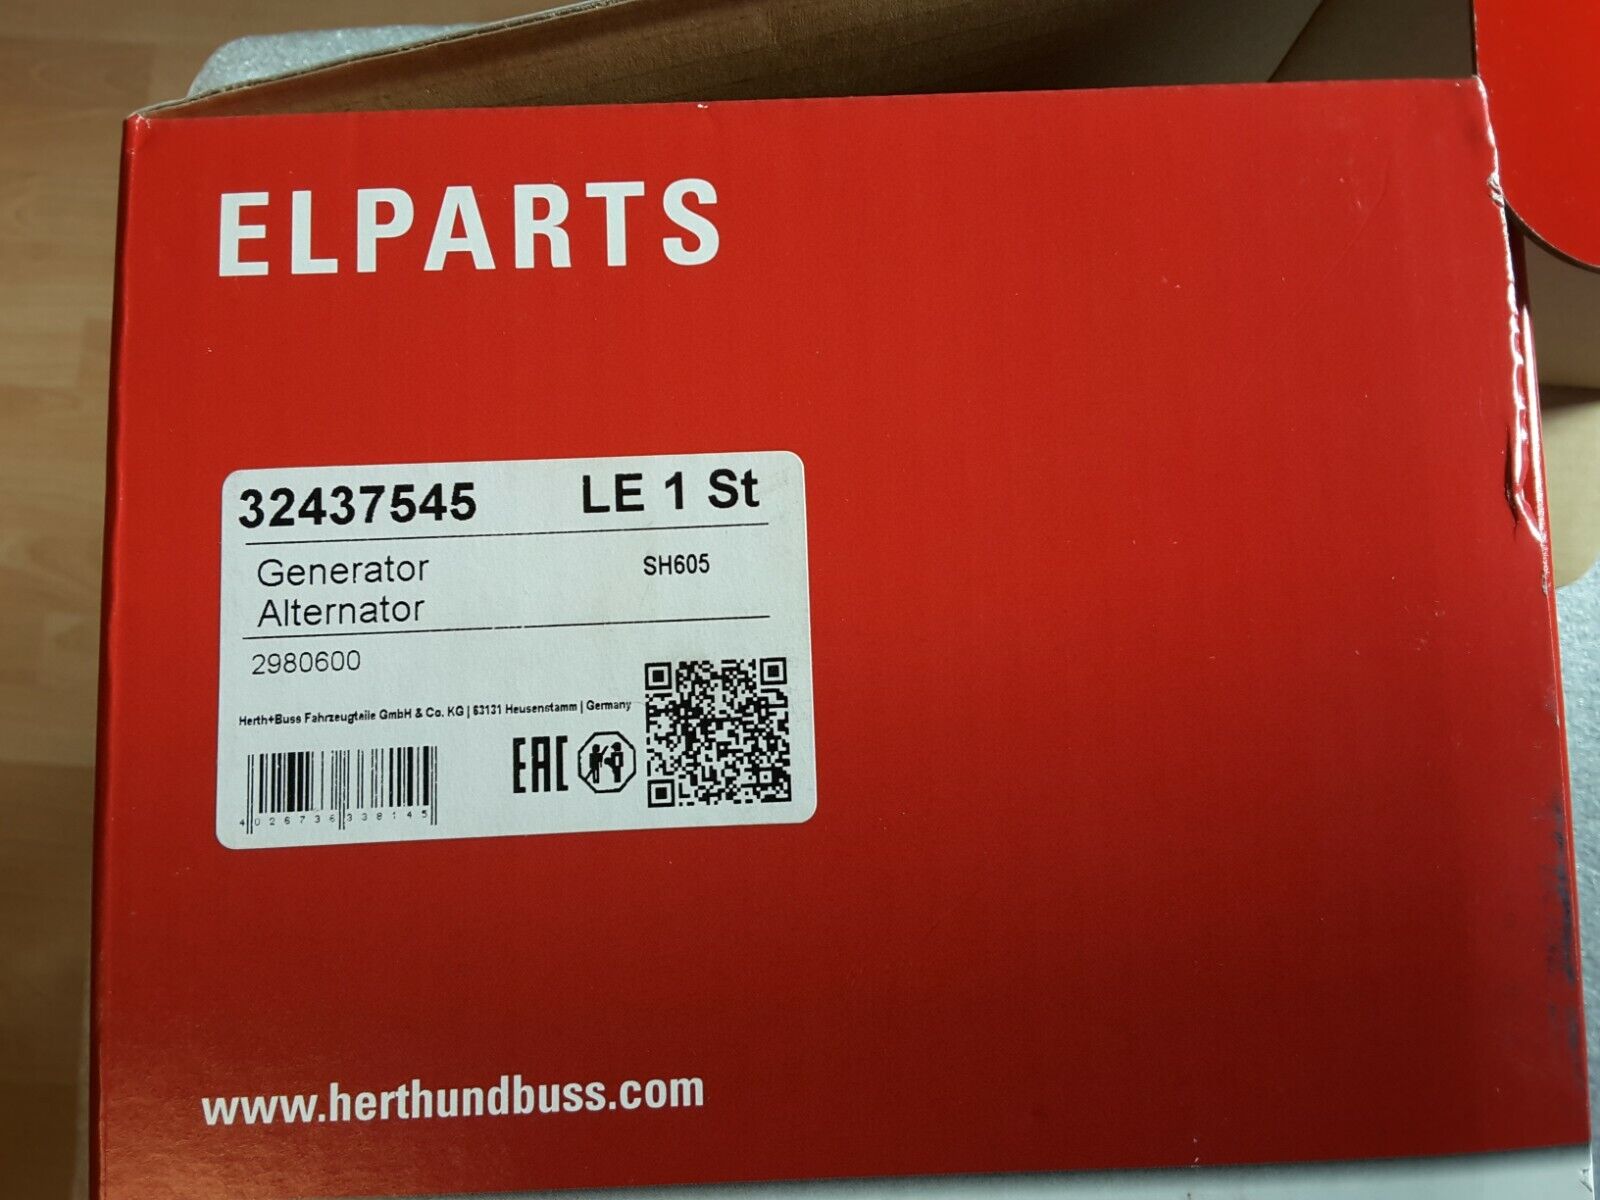 ELPARTS
32437545 LE 1 St
Generator SH605
Alternator
2980600
Herth+Buss Fahrzeugteile GmbH & Co. KG | 63131 Heusenstamm | Germany
EAC
4 026736 338145
www.herthundbuss.com